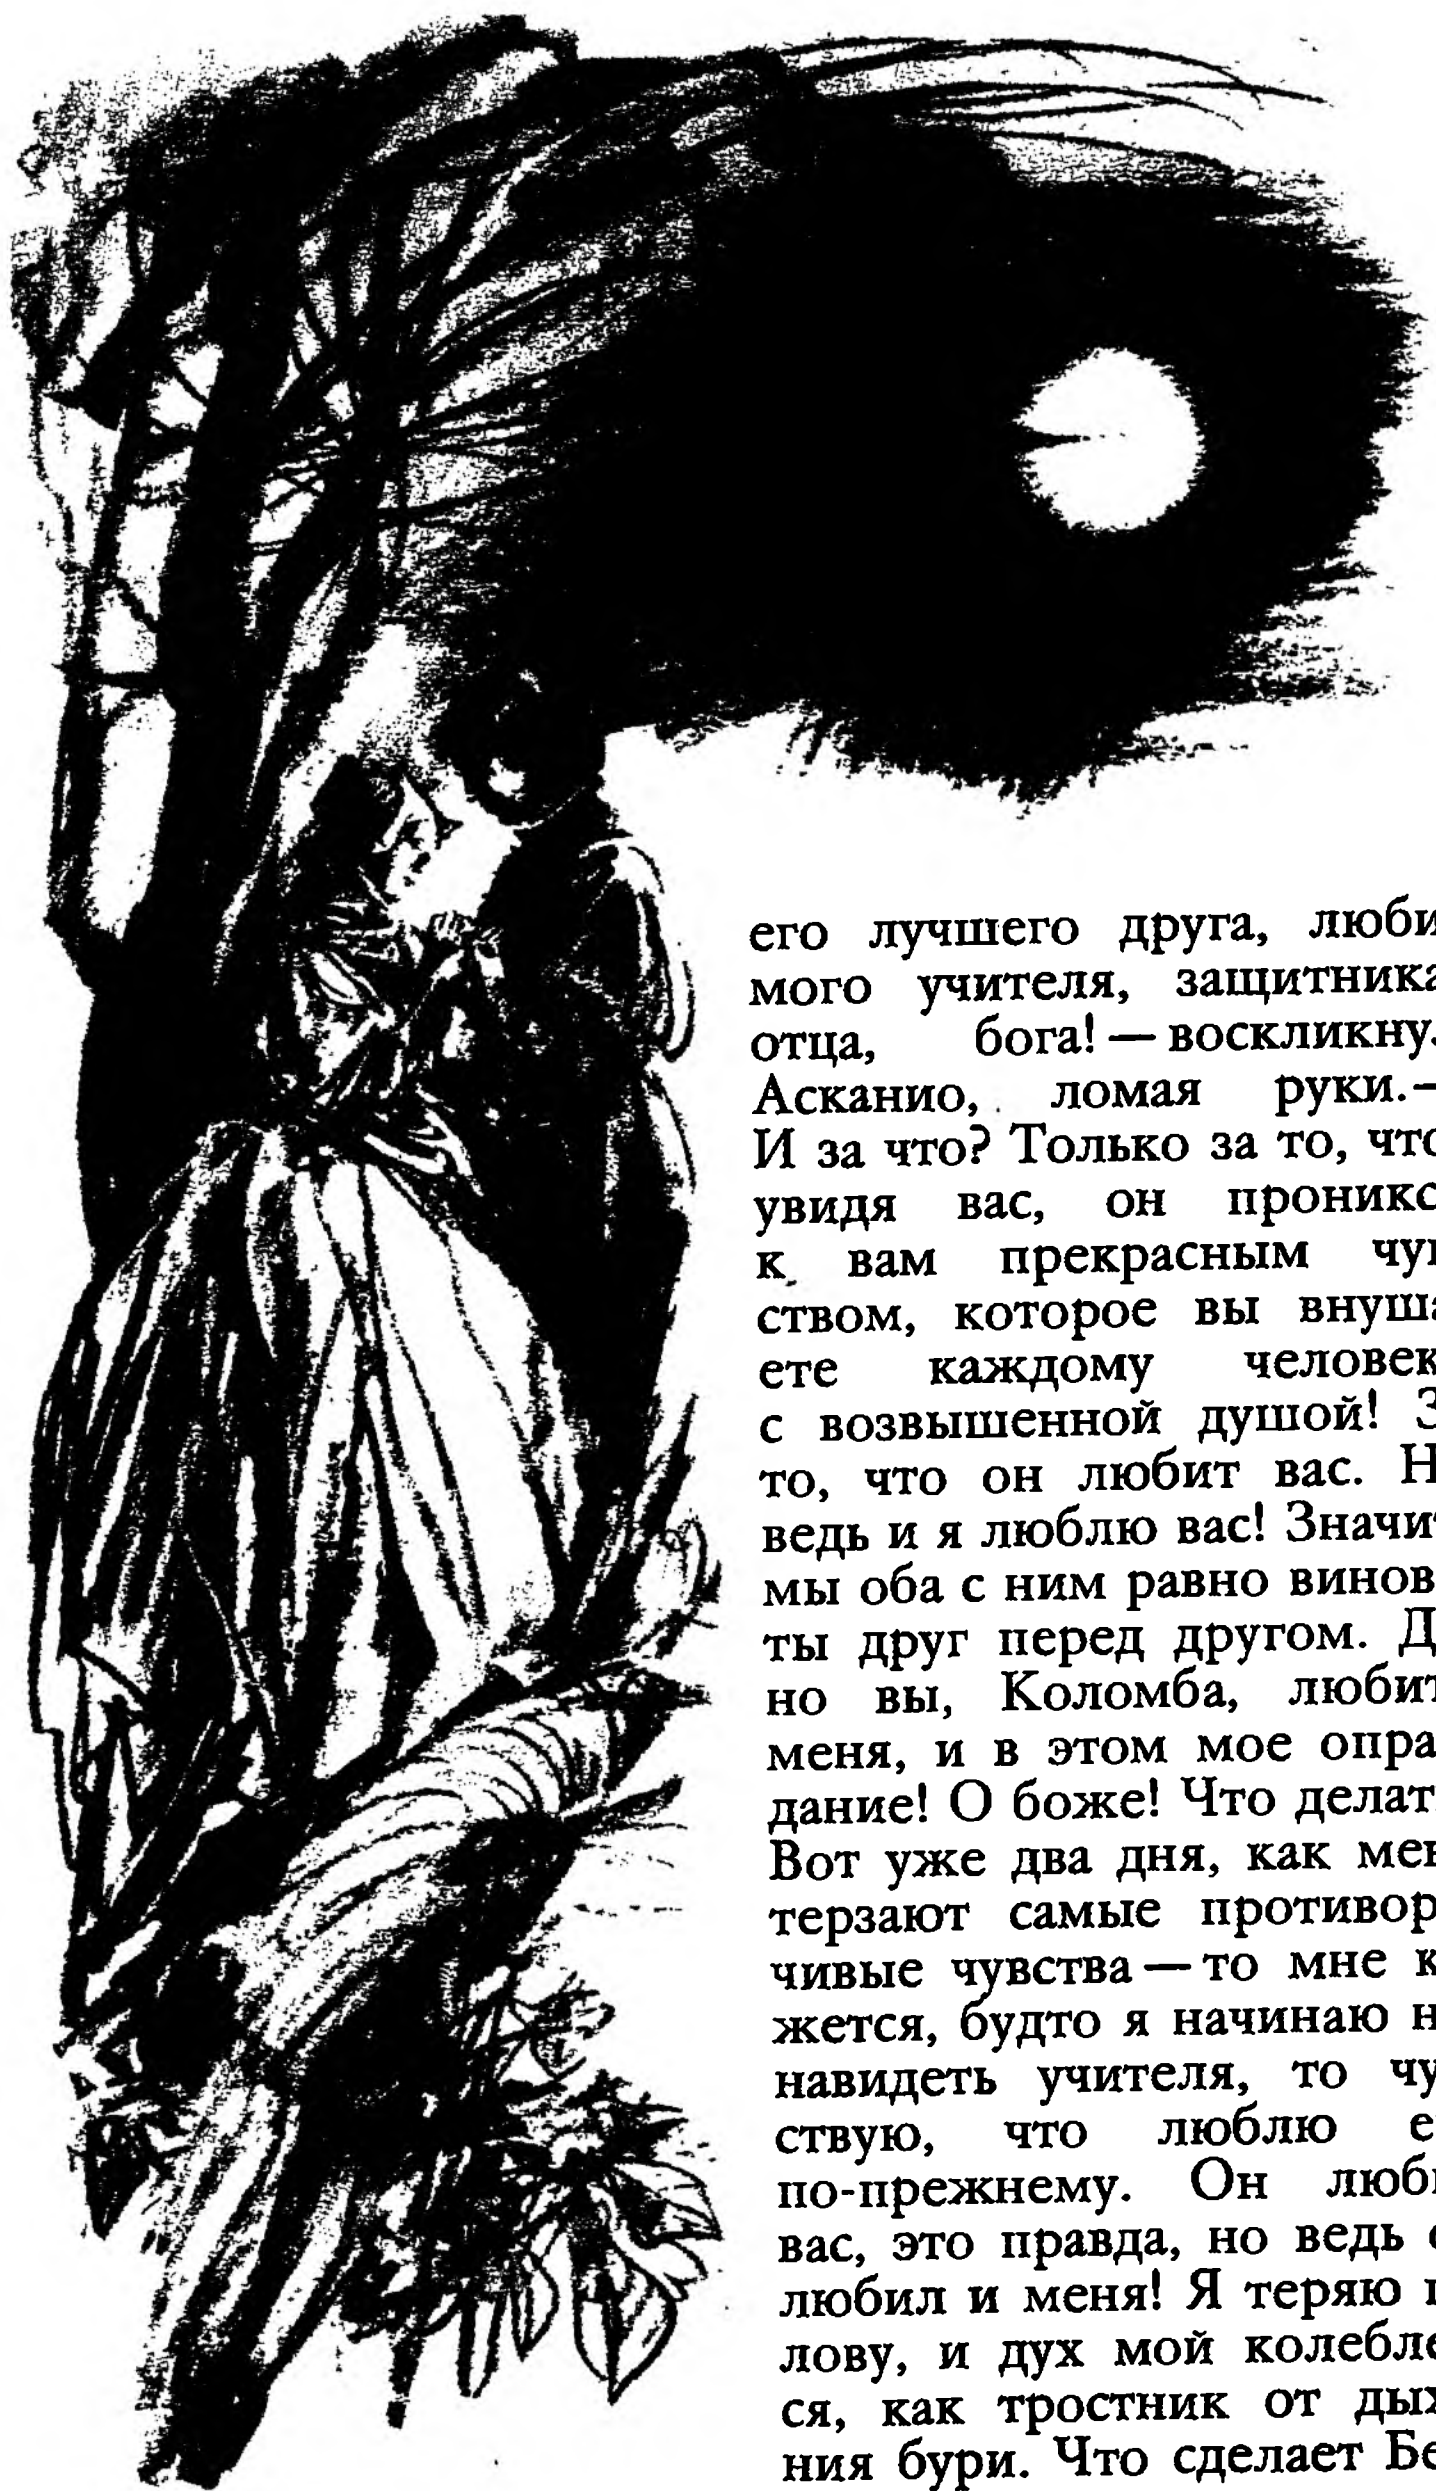 его лучшего друга, люби
мого учителя, защитника
отца, бога! — воскликну
Асканио, ломая руки.—
И за что? Только за то, что
увидя вас, он проникс
к вам прекрасным чу
ством, которое вы внуша
ете каждому человек
с возвышенной душой! З
то, что он любит вас. Н
ведь и я люблю вас! Значит
мы оба с ним равно винов
ты друг перед другом. Д
но вы, Коломба, любит
меня, и в этом мое оправ
дание! О боже! Что делат
Вот уже два дня, как мен
терзают самые противор
чивые чувства — то мне к
жется, будто я начинаю н
навидеть учителя, то чу
ствую, что люблю е
по-прежнему. Он люб
вас, это правда, но ведь о
любил и меня! Я теряю г
лову, и дух мой колебле
ся, как тростник от дых
ния бури. Что сделает Бе